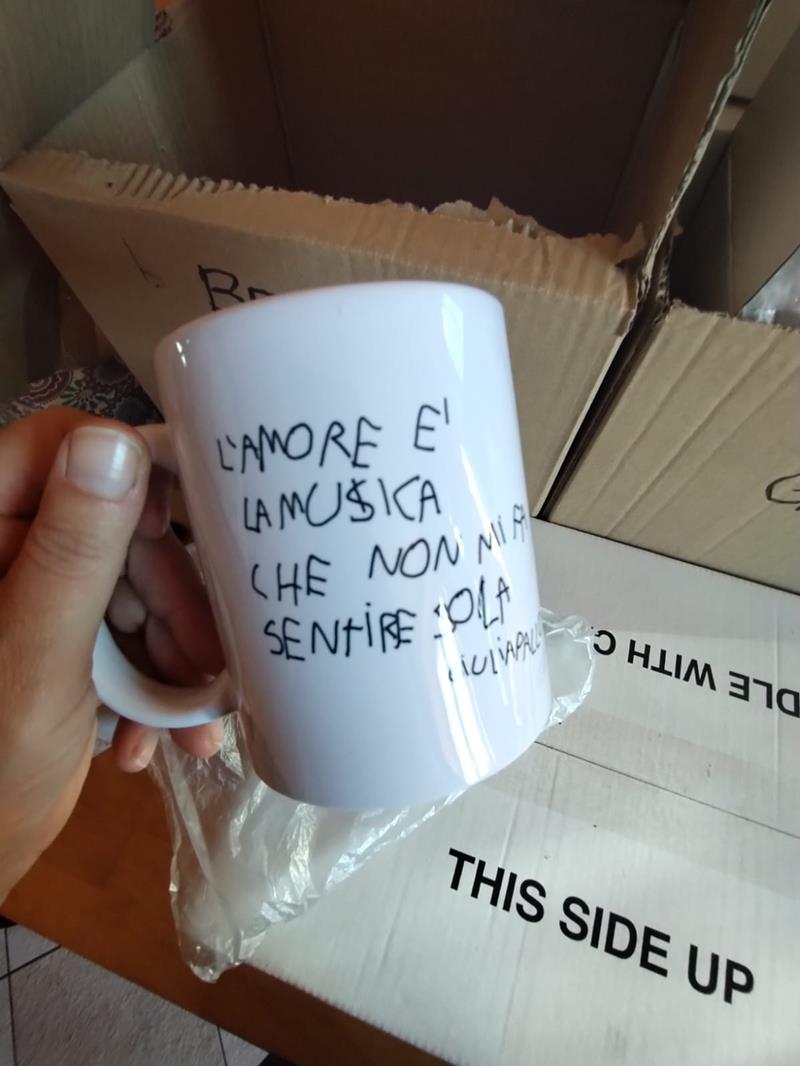 L'AMORE E'
LA MUSICA
CHE NON MI FA
SENTIRE SOLA
THIS SIDE UP